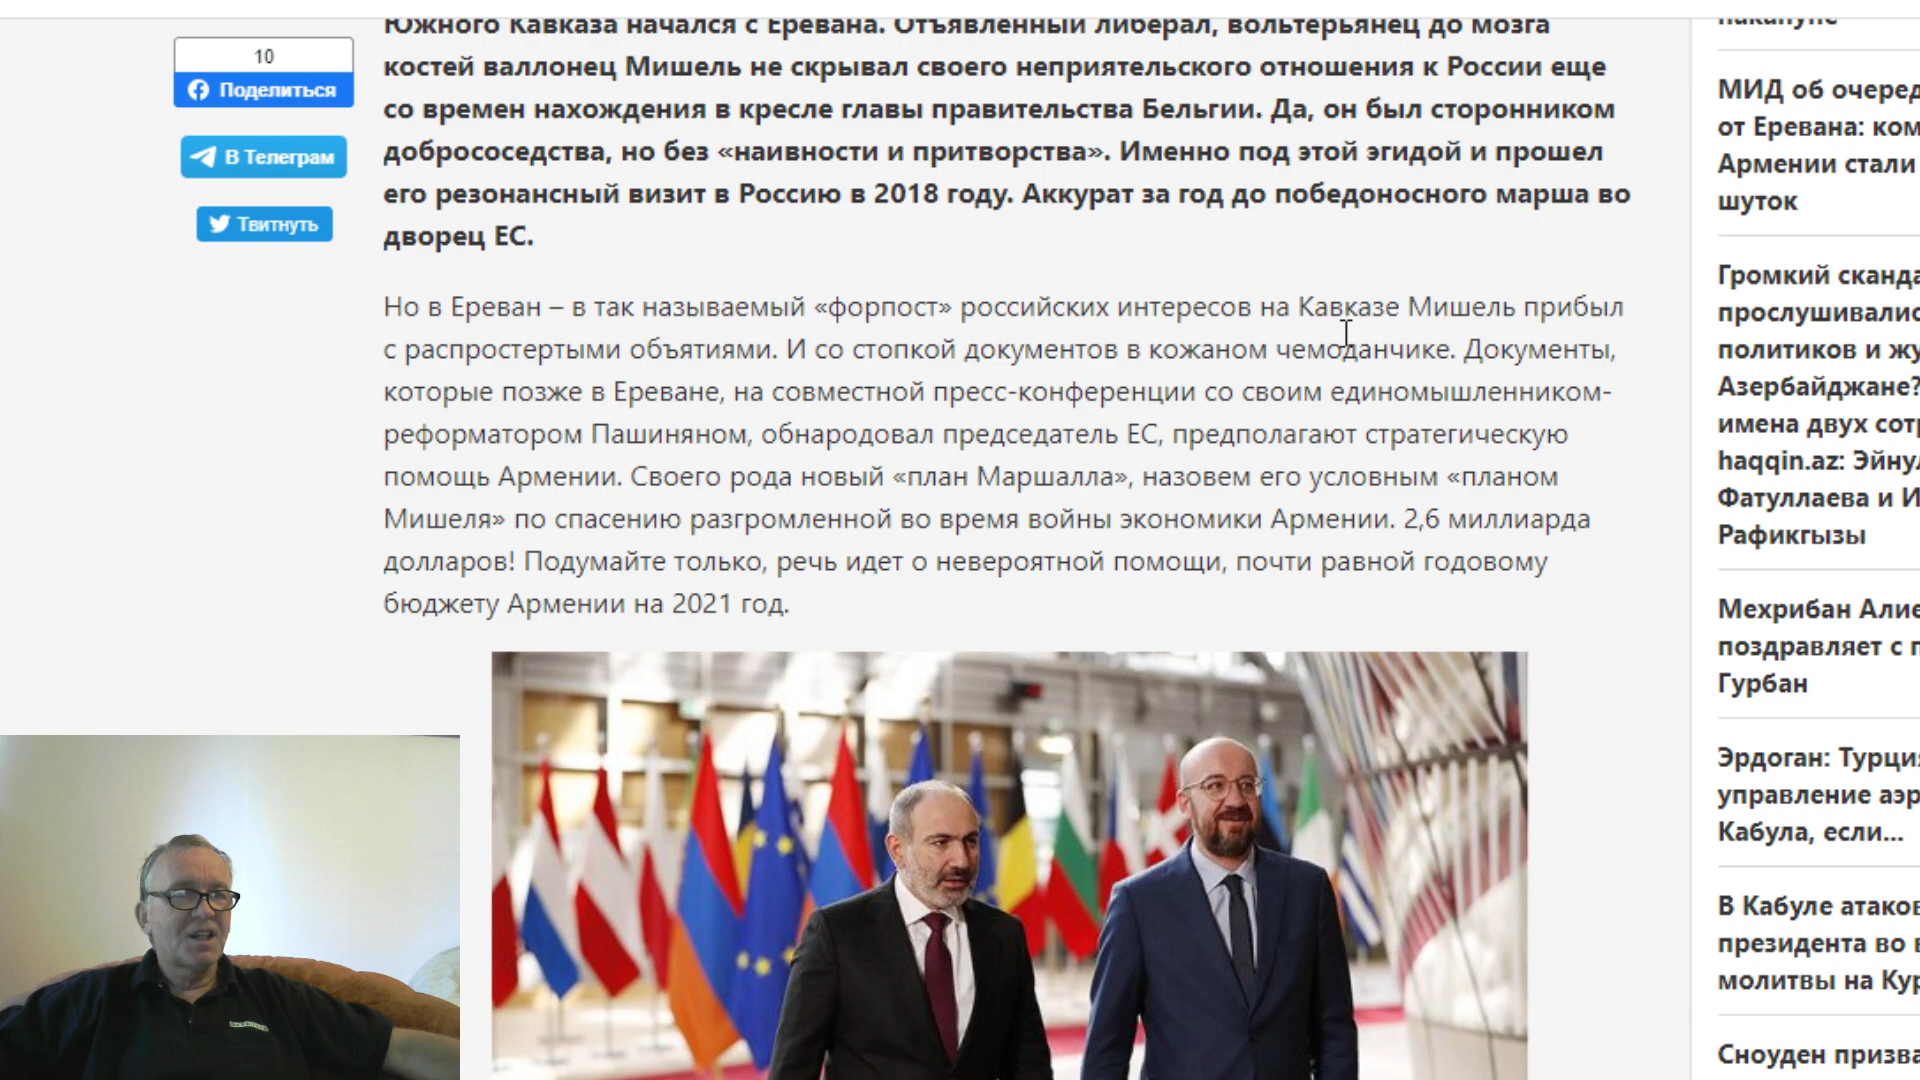 10
Поделиться
В Телеграм
Твитнуть
Южного Кавказа начался с Еревана. Отъявленный либерал, вольтерьянец до мозга
костей валлонец Мишель не скрывал своего неприятельского отношения к России еще
со времен нахождения в кресле главы правительства Бельгии. Да, он был сторонником
добрососедства, но без «наивности и притворства». Именно под этой эгидой и прошел
его резонансный визит в Россию в 2018 году. Аккурат за год до победоносного марша во
дворец ЕС.
Но в Ереван – в так называемый «форпост» российских интересов на Кавказе Мишель прибыл
с распростертыми объятиями. И со стопкой документов в кожаном чемоданчике. Документы,
которые позже в Ереване, на совместной пресс-конференции со своим единомышленником-
реформатором Пашиняном, обнародовал председатель ЕС, предполагают стратегическую
помощь Армении. Своего рода новый «план Маршалла», назовем его условным «планом
Мишеля» по спасению разгромленной во время войны экономики Армении. 2,6 миллиарда
долларов! Подумайте только, речь идет о невероятной помощи, почти равной годовому
бюджету Армении на 2021 год.
накануне
МИД об очеред
от Еревана: ком
Армении стали
шуток
Громкий сканда
прослушивалис
политиков и жу
Азербайджане?
имена двух сот
haqqin.az: Эйну
Фатуллаева и И
Рафикгызы
Мехрибан Алие
поздравляет с п
Гурбан
Эрдоган: Турция
управление аэр
Кабула, если...
В Кабуле атаков
президента во в
молитвы на Кур
Сноуден призва